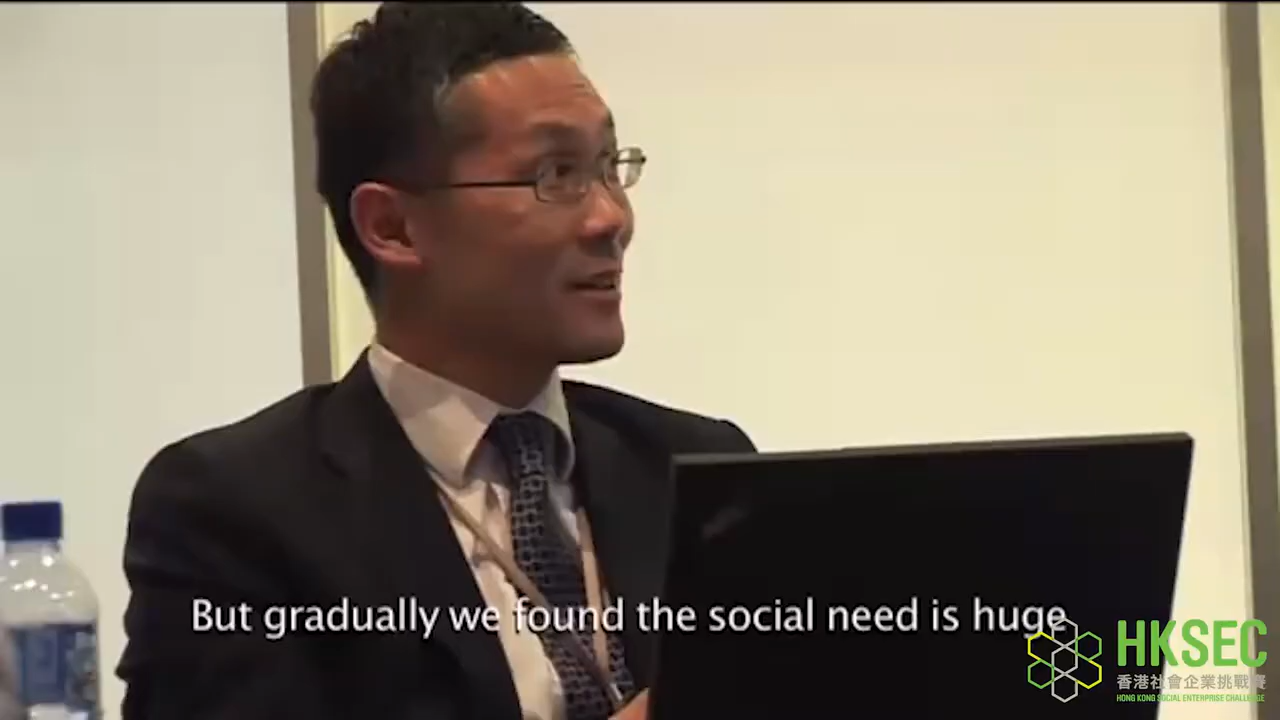 But gradually we found the social need is huge
HKSEC
香港社會企業挑戰賽
HONG KONG SOCIAL ENTERPRISE CHALLENGE